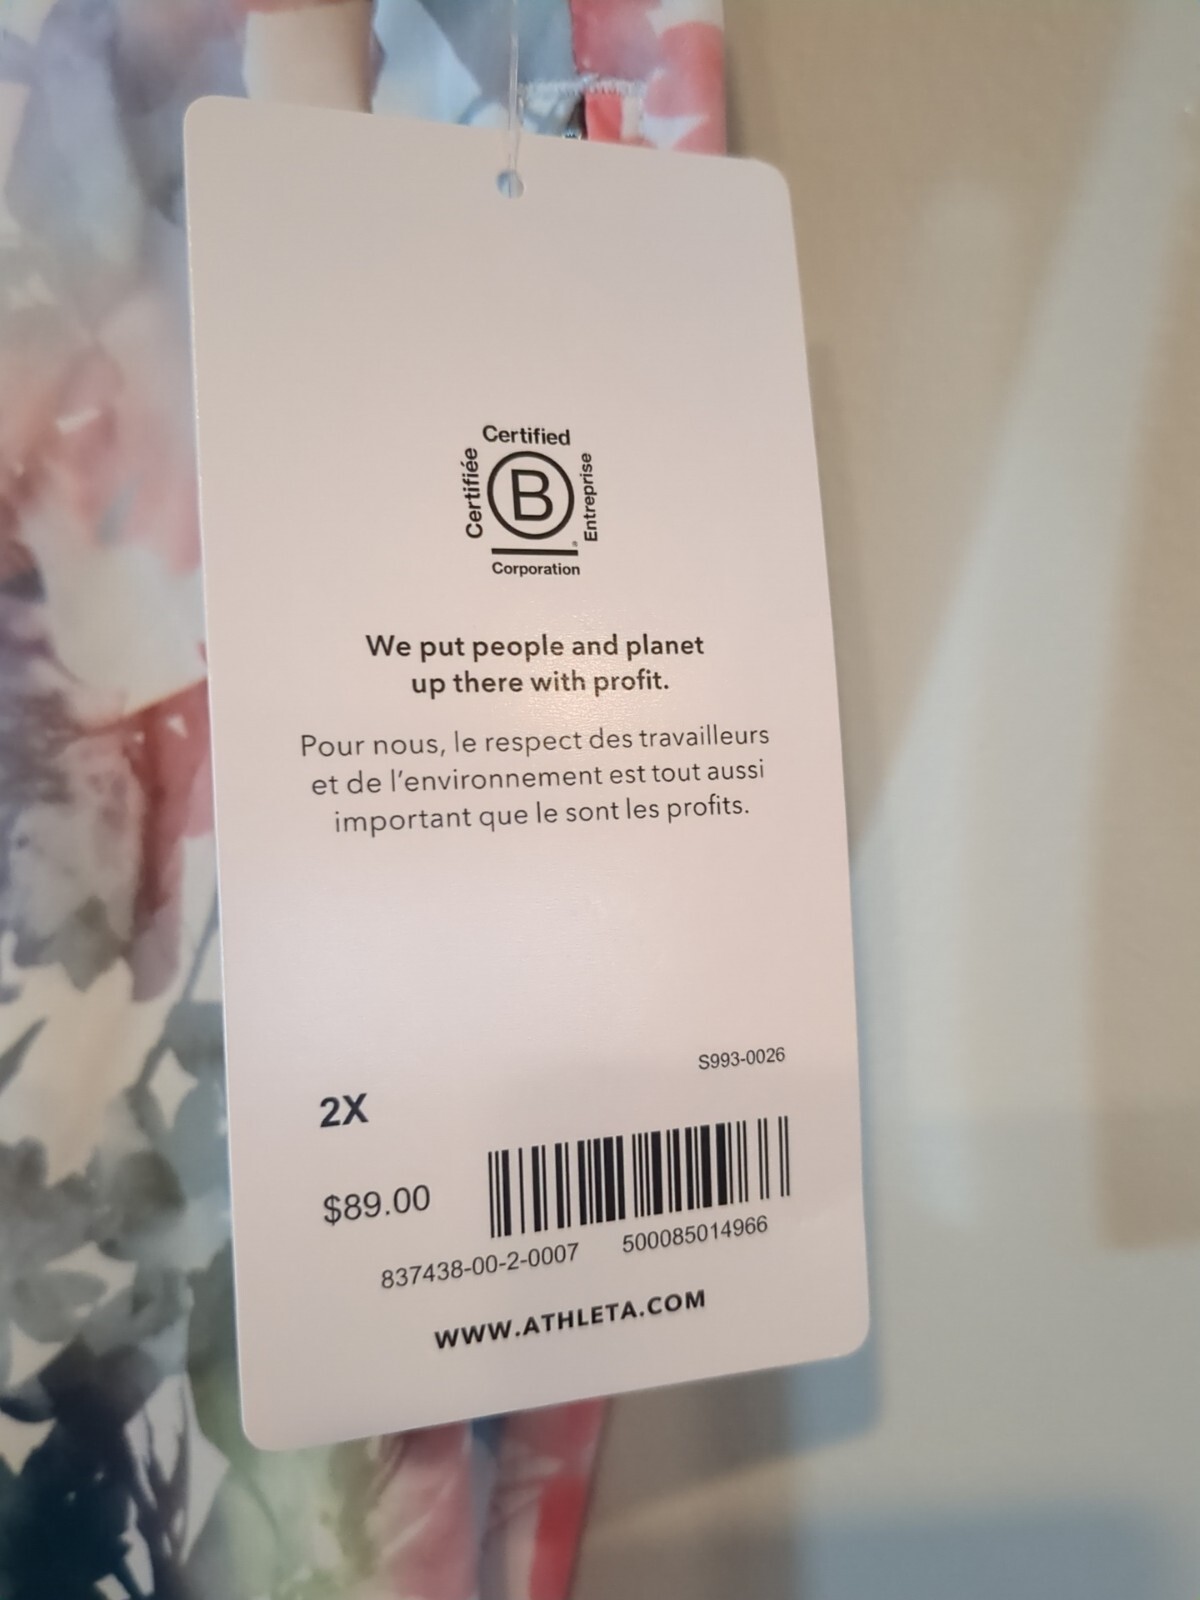 Certified
Certifiée
B
Entreprise
®
Corporation
We put people and planet
up there with profit.
Pour nous, le respect des travailleurs
et de l'environnement est tout aussi
important que le sont les profits.
S993-0026
2X
$89.00
837438-00-2-0007 500085014966
WWW.ATHLETA.COM